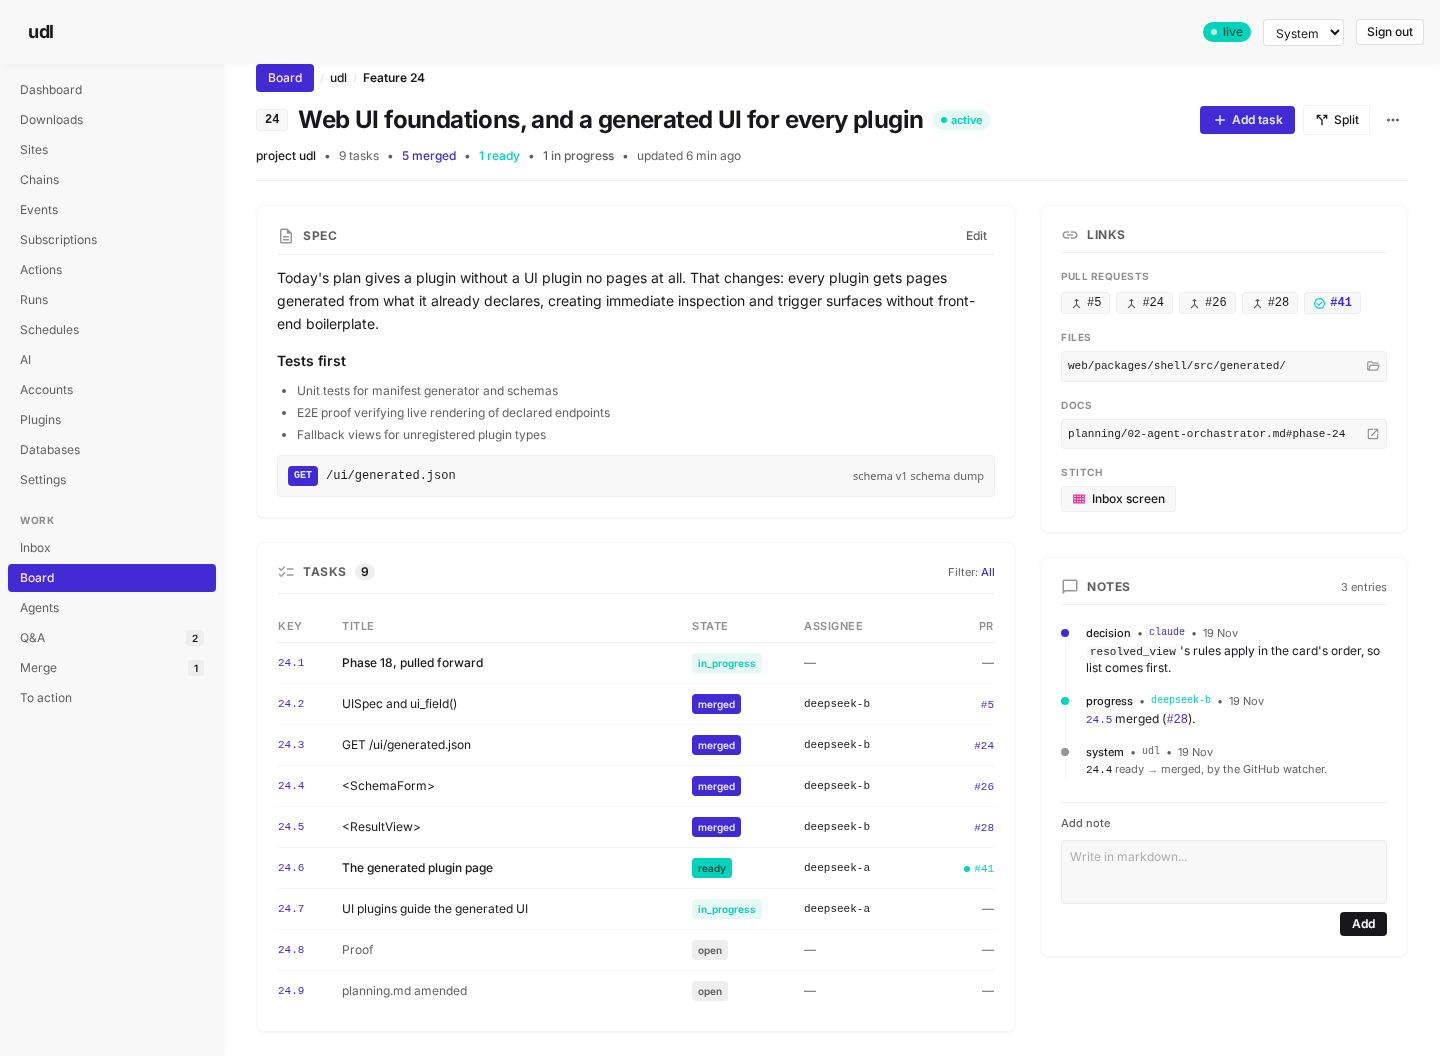 udl
live
System
Sign out
Dashboard
Downloads
Sites
Chains
Events
Subscriptions
Actions
Runs
Schedules
AI
Accounts
Plugins
Databases
Settings
WORK
Inbox
Board
Agents
Q&A 2
Merge 1
To action
Board / udl / Feature 24
24 Web UI foundations, and a generated UI for every plugin active
Add task
Split
project udl • 9 tasks • 5 merged • 1 ready • 1 in progress • updated 6 min ago
SPEC
Edit
Today's plan gives a plugin without a UI plugin no pages at all. That changes: every plugin gets pages
generated from what it already declares, creating immediate inspection and trigger surfaces without front-
end boilerplate.
Tests first
• Unit tests for manifest generator and schemas
• E2E proof verifying live rendering of declared endpoints
• Fallback views for unregistered plugin types
GET /ui/generated.json schema v1 schema dump
TASKS 9
Filter: All
KEY TITLE STATE ASSIGNEE PR
24.1 Phase 18, pulled forward in_progress — —
24.2 UISpec and ui_field() merged deepseek-b #5
24.3 GET /ui/generated.json merged deepseek-b #24
24.4 <SchemaForm> merged deepseek-b #26
24.5 <ResultView> merged deepseek-b #28
24.6 The generated plugin page ready deepseek-a #41
24.7 UI plugins guide the generated UI in_progress deepseek-a —
24.8 Proof open — —
24.9 planning.md amended open — —
LINKS
PULL REQUESTS
#5 #24 #26 #28 #41
FILES
web/packages/shell/src/generated/
DOCS
planning/02-agent-orchastrator.md#phase-24
STITCH
Inbox screen
NOTES
3 entries
decision • claude • 19 Nov
resolved_view 's rules apply in the card's order, so
list comes first.
progress • deepseek-b • 19 Nov
24.5 merged (#28).
system • udl • 19 Nov
24.4 ready → merged, by the GitHub watcher.
Add note
Write in markdown...
Add